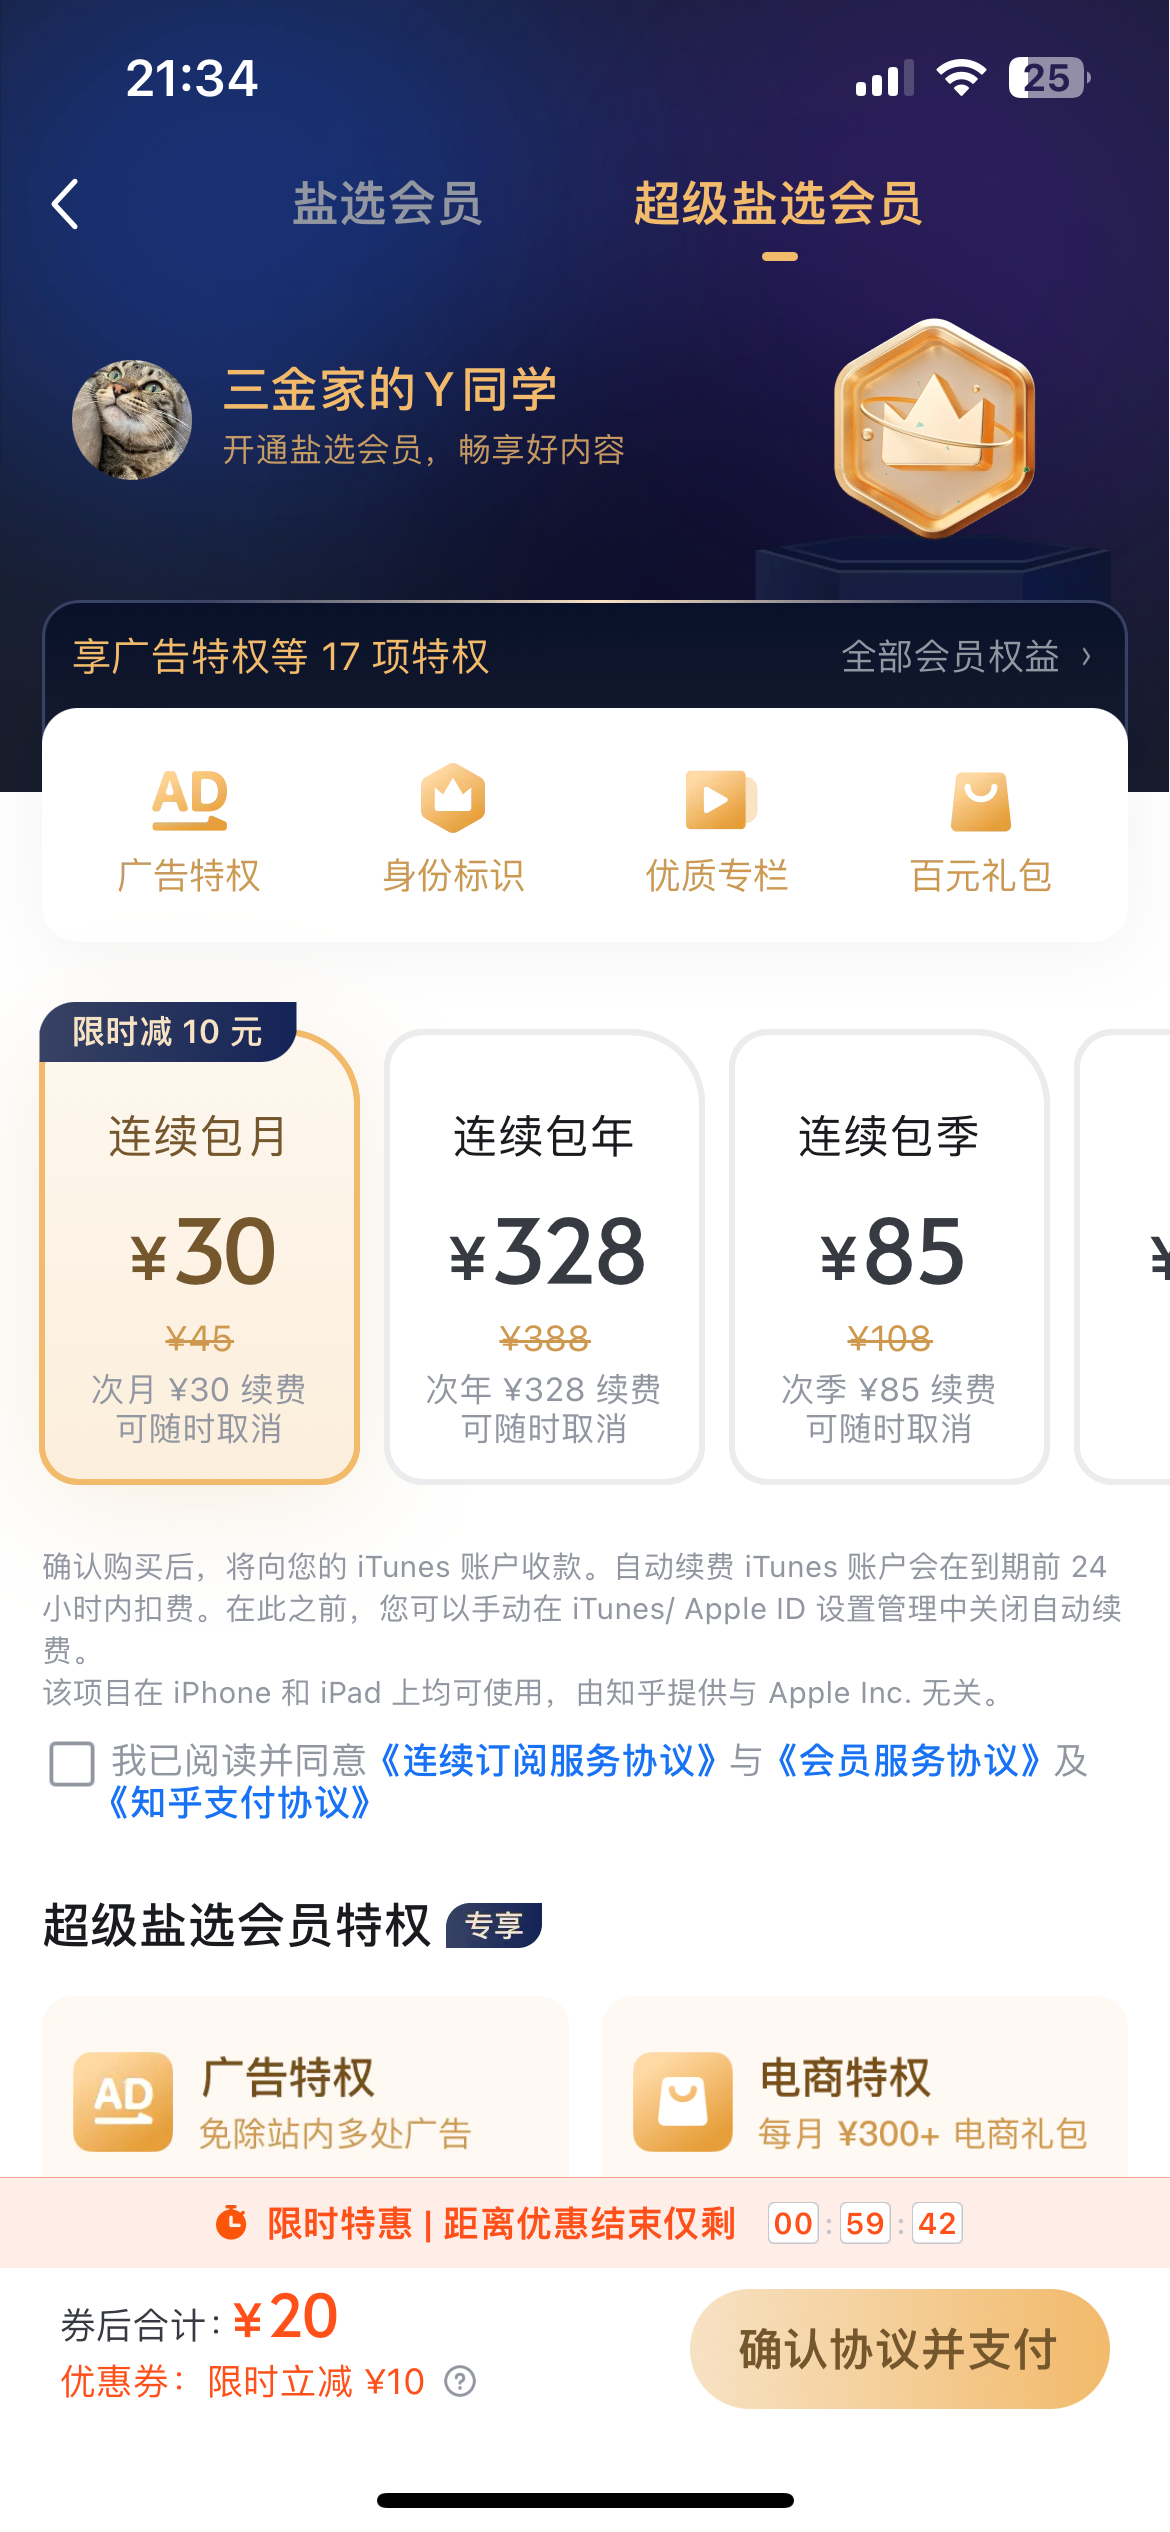 21:34
25
盐选会员 超级盐选会员
三金家的Y同学
开通盐选会员，畅享好内容
享广告特权等 17 项特权 全部会员权益 ›
AD
广告特权 身份标识 优质专栏 百元礼包
限时减 10 元
连续包月
¥30
¥45
次月 ¥30 续费
可随时取消
连续包年
¥328
¥388
次年 ¥328 续费
可随时取消
连续包季
¥85
¥108
次季 ¥85 续费
可随时取消
¥
确认购买后，将向您的 iTunes 账户收款。自动续费 iTunes 账户会在到期前 24
小时内扣费。在此之前，您可以手动在 iTunes/ Apple ID 设置管理中关闭自动续
费。
该项目在 iPhone 和 iPad 上均可使用，由知乎提供与 Apple Inc. 无关。
我已阅读并同意《连续订阅服务协议》与《会员服务协议》及
《知乎支付协议》
超级盐选会员特权 专享
AD
广告特权
免除站内多处广告
电商特权
每月 ¥300+ 电商礼包
限时特惠 | 距离优惠结束仅剩 00 : 59 : 42
券后合计：¥20
优惠券：限时立减 ¥10 ?
确认协议并支付